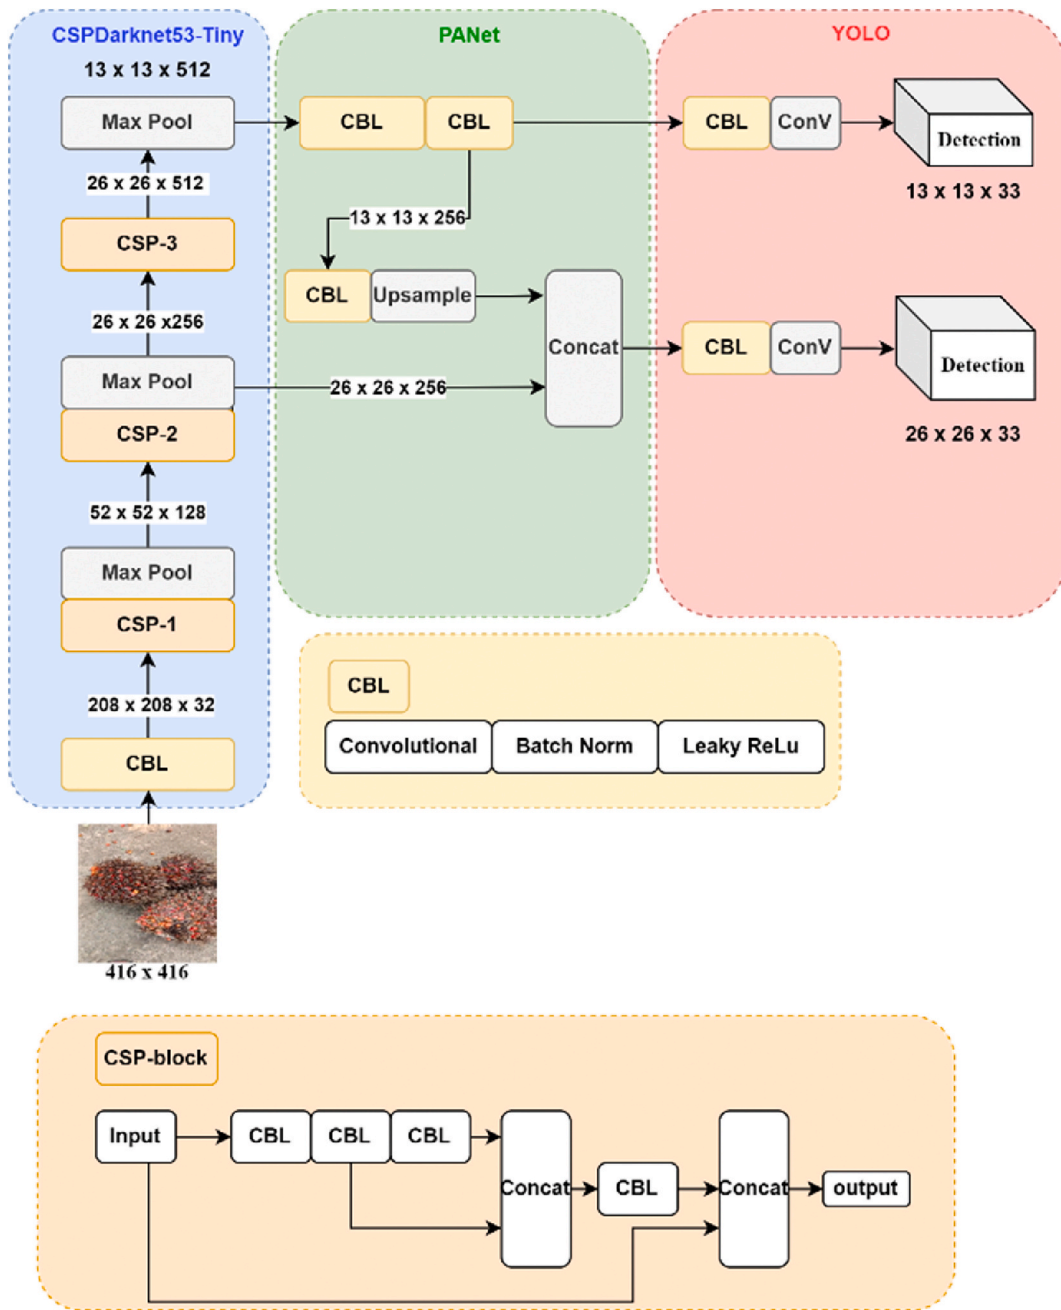 CSPDarknet53-Tiny
13 x 13 x 512
Max Pool
26 x 26 x 512
CSP-3
26 x 26 x256
Max Pool
CSP-2
52 x 52 x 128
Max Pool
CSP-1
208 x 208 x 32
CBL
416 x 416
PANet
CBL
CBL
13 x 13 x 256
CBL
Upsample
Concat
26 x 26 x 256
YOLO
CBL
ConV
Detection
13 x 13 x 33
CBL
ConV
Detection
26 x 26 x 33
CBL
Convolutional
Batch Norm
Leaky ReLu
CSP-block
Input
CBL
CBL
CBL
Concat
CBL
Concat
output